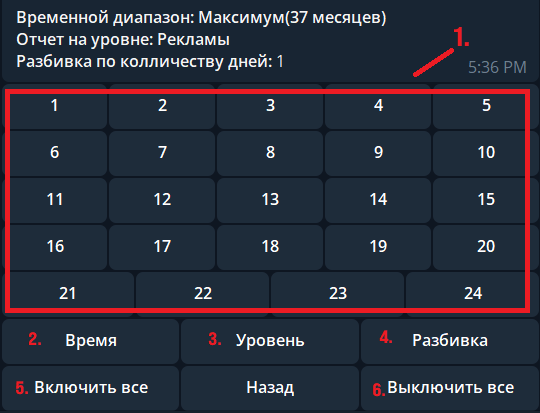 Временной диапазон: Максимум(37 месяцев)
Отчет на уровне: Рекламы
1.
Разбивка по колличеству дней: 1
5:36 PM
1 2 3 4 5
6 7 8 9 10
11 12 13 14 15
16 17 18 19 20
21 22 23 24
2. Время 3. Уровень 4. Разбивка
5. Включить все Назад 6. Выключить все